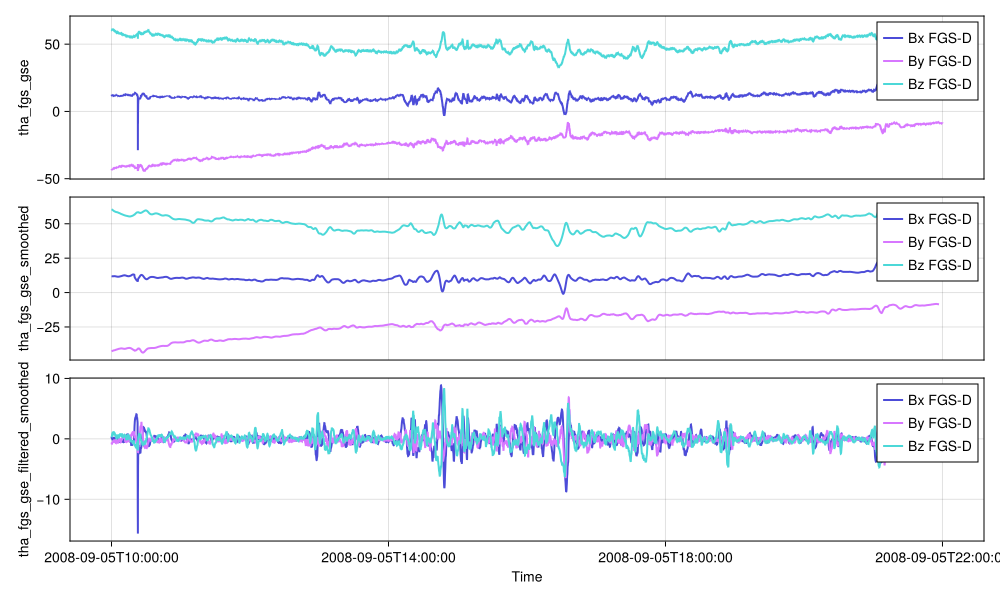 tha_fgs_gse
50
0
−50
Bx FGS-D
By FGS-D
Bz FGS-D
tha_fgs_gse_smoothed
50
25
0
−25
Bx FGS-D
By FGS-D
Bz FGS-D
tha_fgs_gse_filtered_smoothed
10
0
−10
Bx FGS-D
By FGS-D
Bz FGS-D
2008-09-05T10:00:00 2008-09-05T14:00:00 2008-09-05T18:00:00 2008-09-05T22:00:0
Time